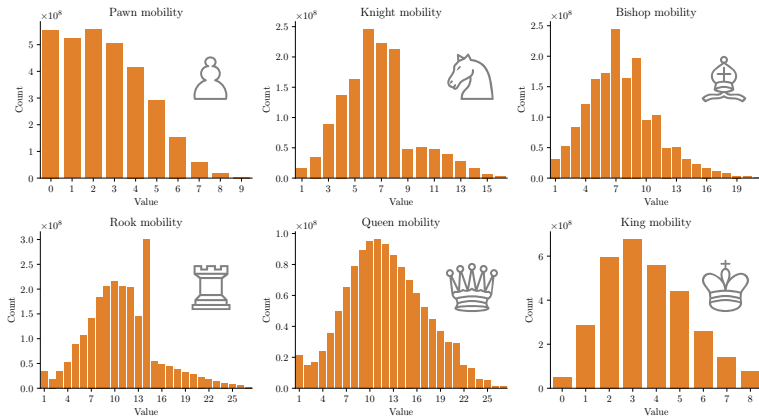 Pawn mobility
×10⁸
5
4
3
2
1
0
Count
0 1 2 3 4 5 6 7 8 9
Value
Knight mobility
×10⁸
2.5
2.0
1.5
1.0
0.5
0.0
Count
1 3 5 7 9 11 13 15
Value
Bishop mobility
×10⁸
2.5
2.0
1.5
1.0
0.5
0.0
Count
1 4 7 10 13 16 19
Value
Rook mobility
×10⁸
3.0
2.5
2.0
1.5
1.0
0.5
0.0
Count
1 4 7 10 13 16 19 22 25
Value
Queen mobility
×10⁸
1.0
0.8
0.6
0.4
0.2
0.0
Count
1 4 7 10 13 16 19 22 25
Value
King mobility
×10⁸
6
4
2
0
Count
0 1 2 3 4 5 6 7 8
Value